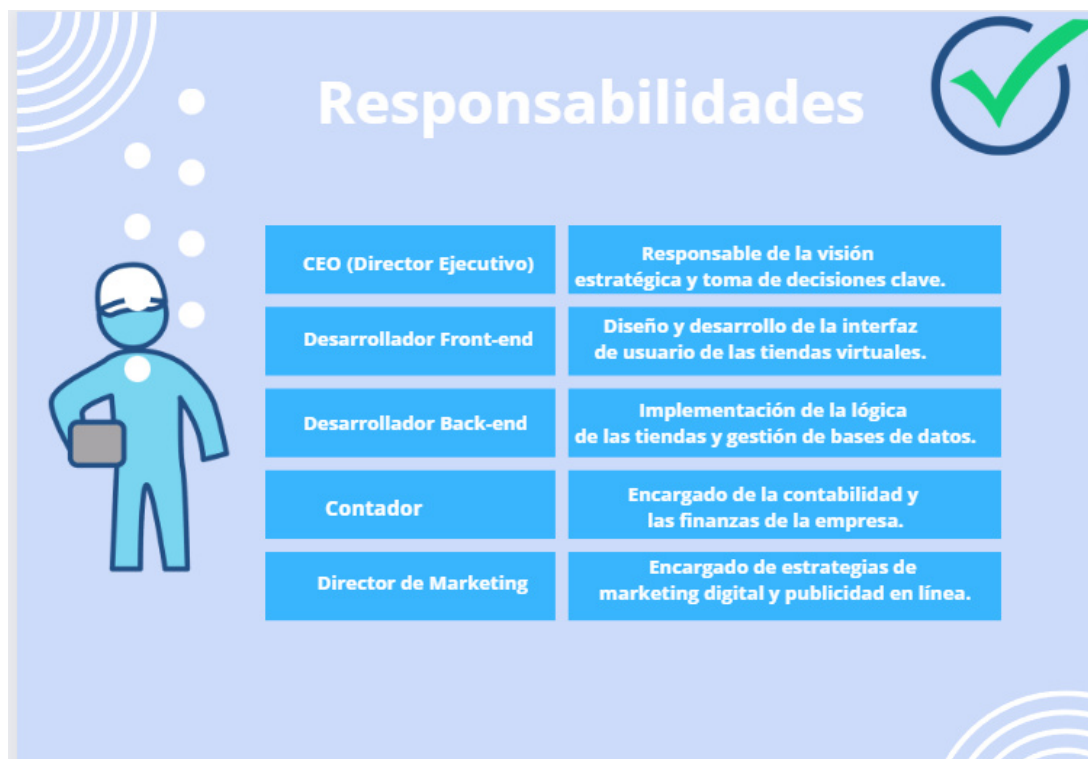 Responsabilidades
CEO (Director Ejecutivo)
Responsable de la visión
estratégica y toma de decisiones clave.
Desarrollador Front-end
Diseño y desarrollo de la interfaz
de usuario de las tiendas virtuales.
Desarrollador Back-end
Implementación de la lógica
de las tiendas y gestión de bases de datos.
Contador
Encargado de la contabilidad y
las finanzas de la empresa.
Director de Marketing
Encargado de estrategias de
marketing digital y publicidad en línea.